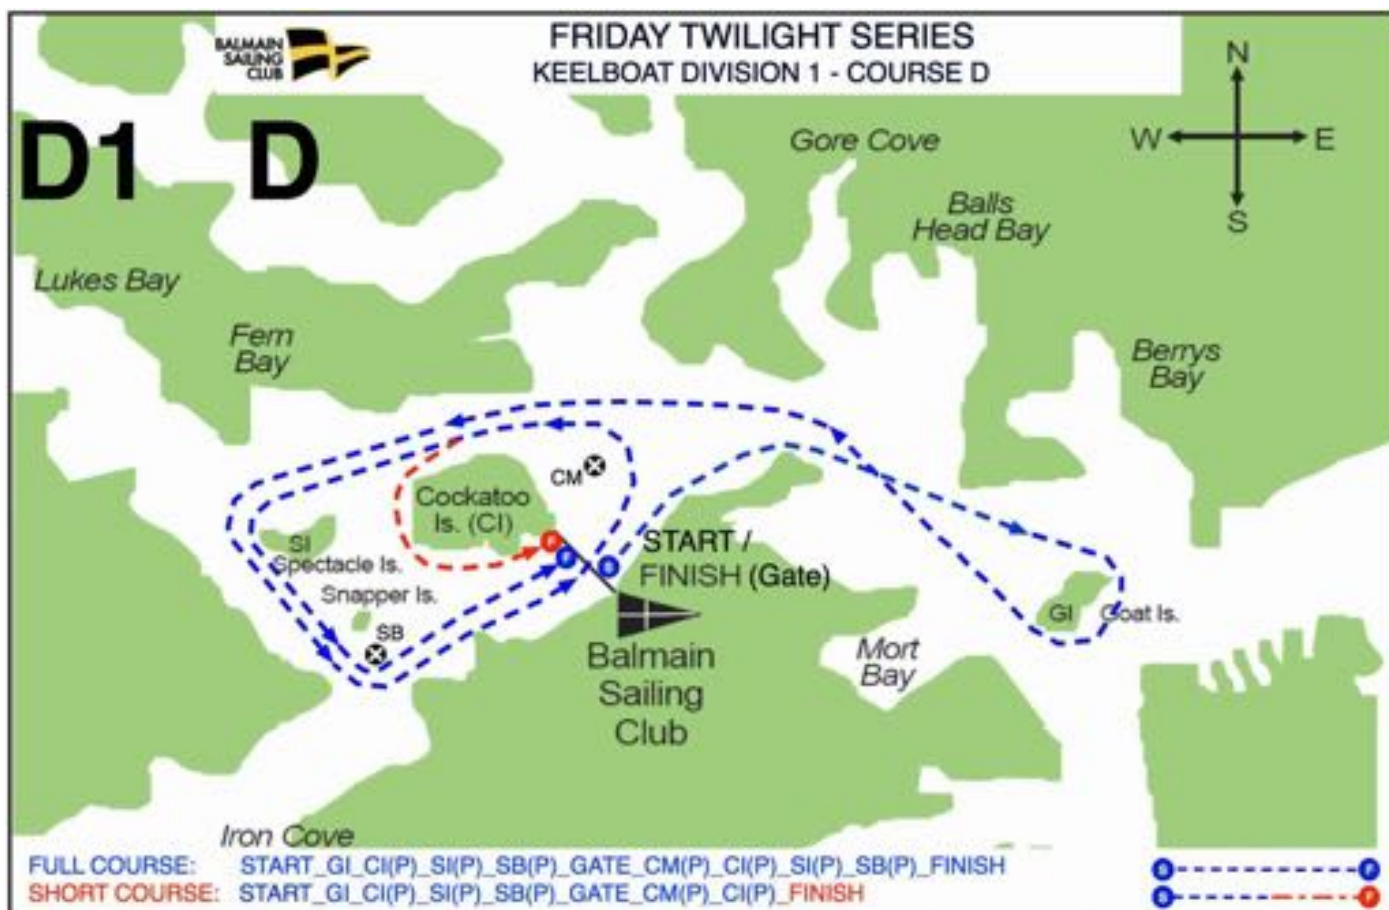 BALMAIN
SAILING
CLUB
FRIDAY TWILIGHT SERIES
KEELBOAT DIVISION 1 - COURSE D
N
W E
S
D1 D
Gore Cove
Balls
Head Bay
Lukes Bay
Fern
Bay
Berrys
Bay
CM
Cockatoo
Is. (CI)
SI
Spectacle Is.
Snapper Is.
SB
F
F
S
START /
FINISH (Gate)
GI Goat Is.
Balmain
Sailing
Club
Mort
Bay
Iron Cove
FULL COURSE: START_GI_CI(P)_SI(P)_SB(P)_GATE_CM(P)_CI(P)_SI(P)_SB(P)_FINISH
S F
SHORT COURSE: START_GI_CI(P)_SI(P)_SB(P)_GATE_CM(P)_CI(P)_FINISH
S F